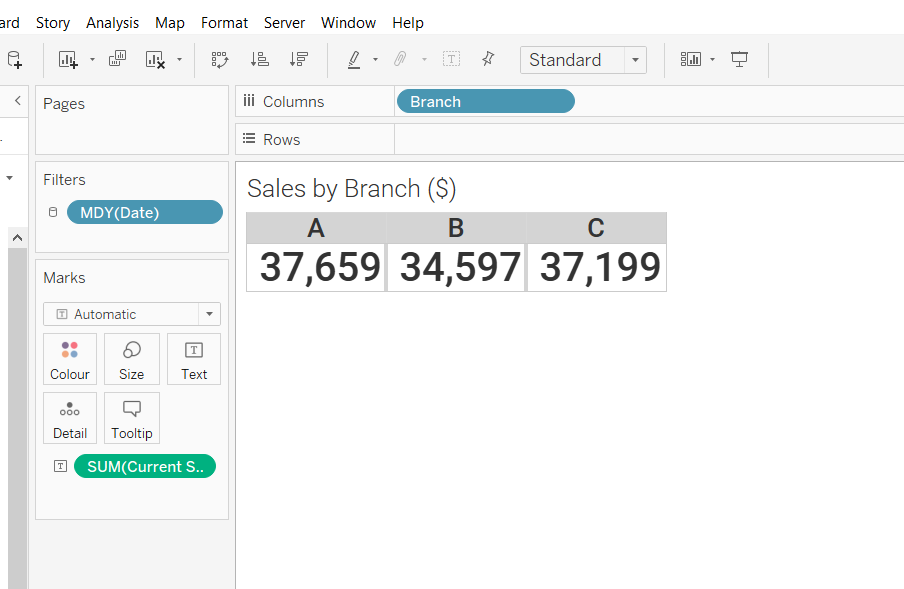 ard Story Analysis Map Format Server Window Help
T Standard
Pages
Columns Branch
Rows
Filters
MDY(Date)
Sales by Branch ($)
A B C
37,659 34,597 37,199
Marks
T Automatic
T
Colour Size Text
Detail Tooltip
T SUM(Current S..